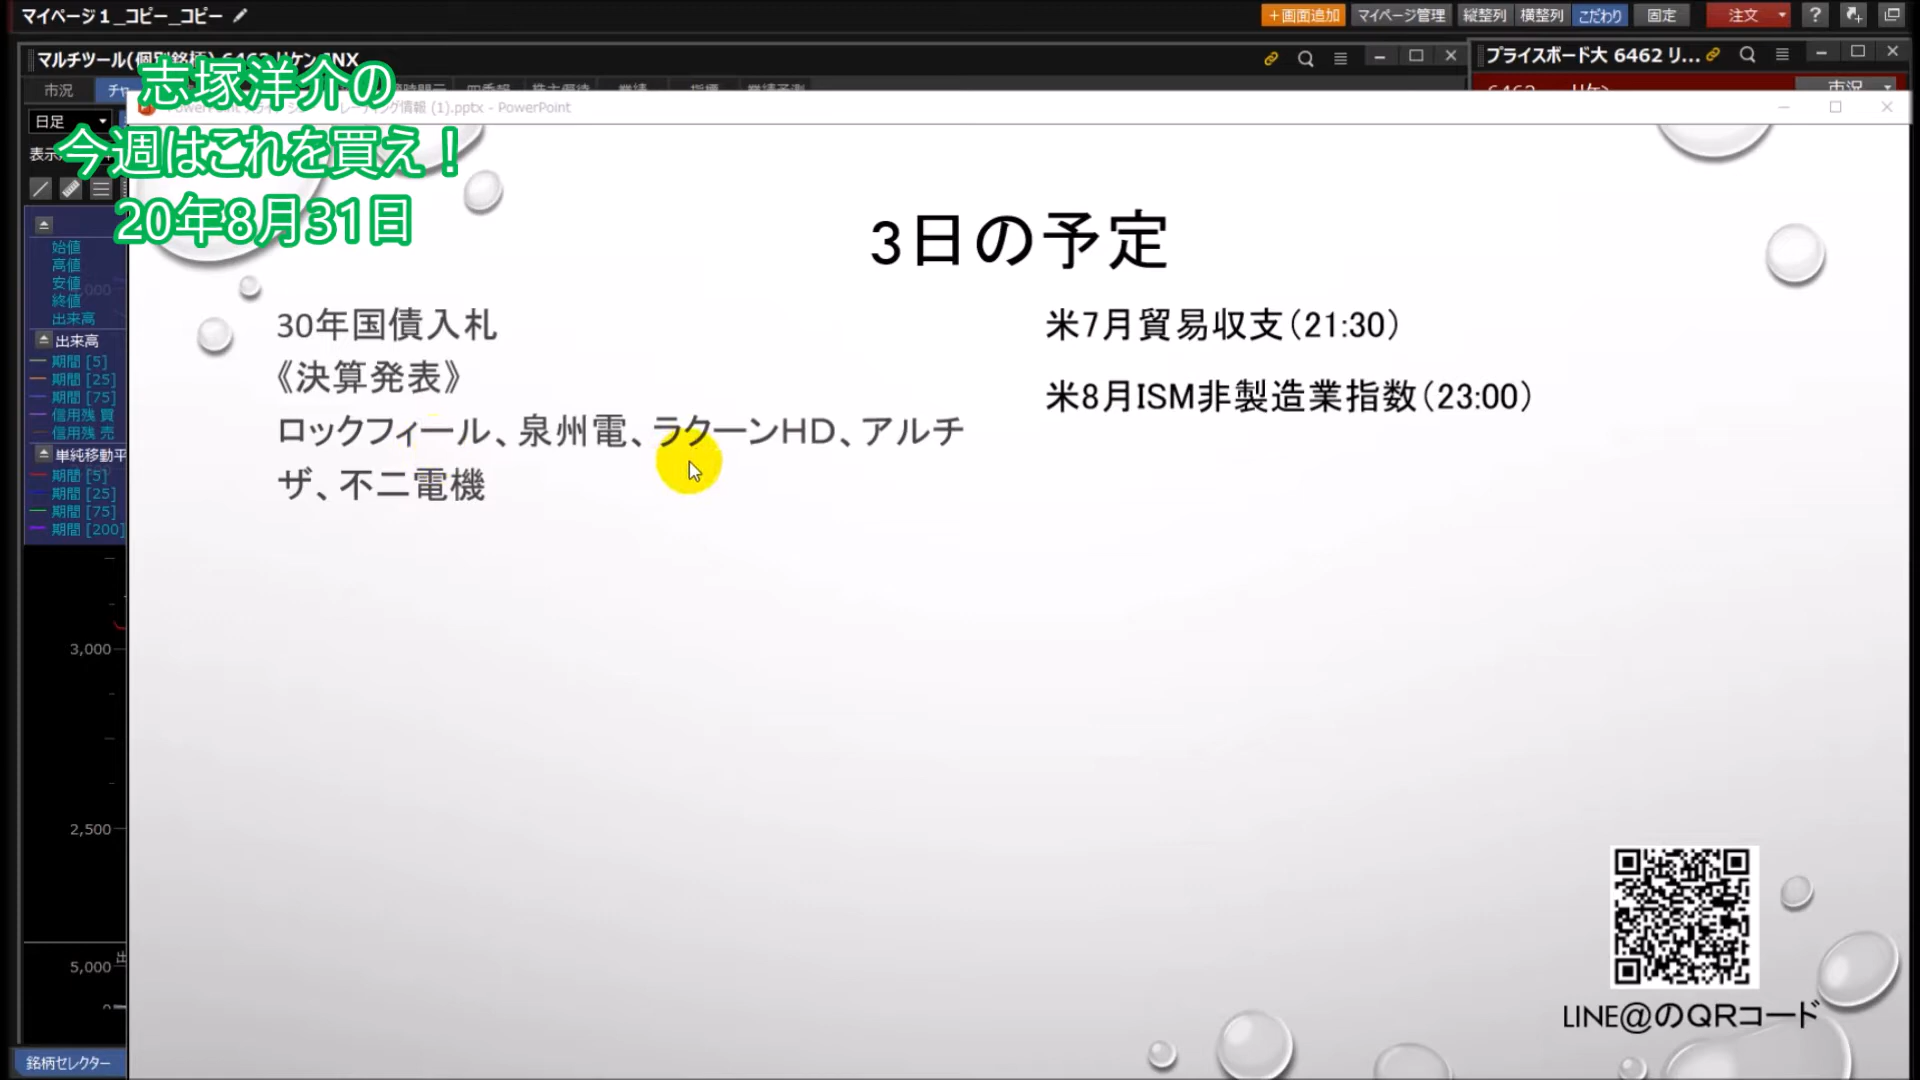 マイページ１_コピー_コピー
＋画面追加
マイページ管理
縦整列
横整列
こだわり
固定
注文
?
プライスボード大 6462 リ...
市況
日足
志塚洋介の
今週はこれを買え！
20年8月31日
(1).pptx - PowerPoint
3日の予定
30年国債入札
《決算発表》
ロックフィール、泉州電、ラクーンHD、アルチ
ザ、不二電機
米7月貿易収支（21:30）
米8月ISM非製造業指数（23:00）
始値
高値
安値
終値
出来高
出来高
期間 [5]
期間 [25]
期間 [75]
信用残 買
信用残 売
単純移動平
期間 [5]
期間 [25]
期間 [75]
期間 [200]
3,000
2,500
5,000
LINE@のQRコード
銘柄セレクター